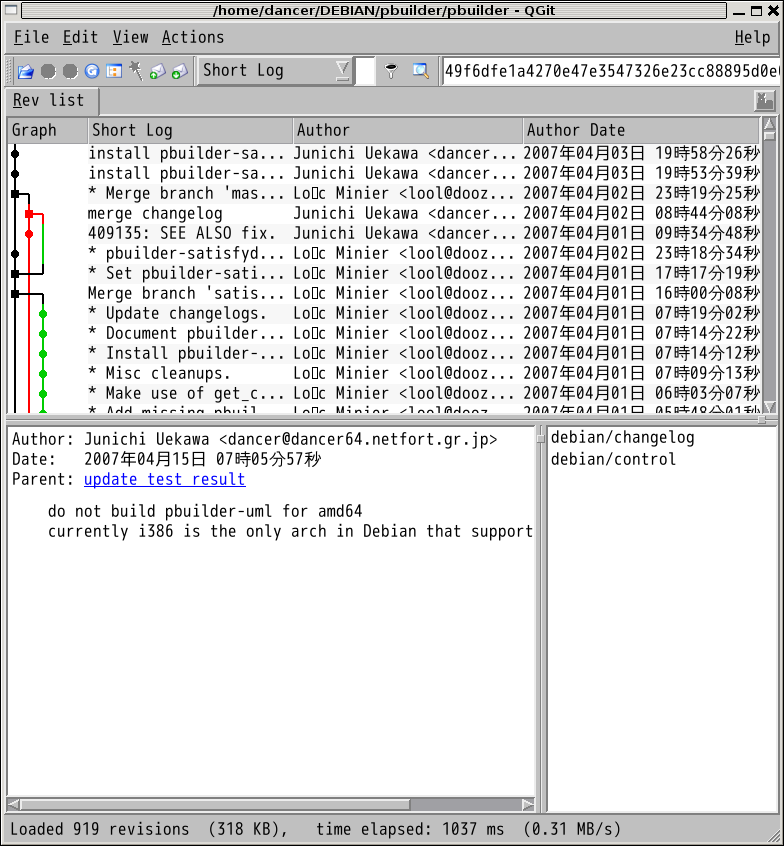 /home/dancer/DEBIAN/pbuilder/pbuilder - QGit
File Edit View Actions Help
Short Log 49f6dfe1a4270e47e3547326e23cc88895d0e
Rev list
Graph Short Log Author Author Date
install pbuilder-sa... Junichi Uekawa <dancer... 2007年04月03日 19時58分26秒
install pbuilder-sa... Junichi Uekawa <dancer... 2007年04月03日 19時53分39秒
* Merge branch 'mas... Lo▯c Minier <lool@dooz... 2007年04月02日 23時19分25秒
merge changelog Junichi Uekawa <dancer... 2007年04月02日 08時44分08秒
409135: SEE ALSO fix. Junichi Uekawa <dancer... 2007年04月01日 09時34分48秒
* pbuilder-satisfyd... Lo▯c Minier <lool@dooz... 2007年04月02日 23時18分34秒
* Set pbuilder-sati... Lo▯c Minier <lool@dooz... 2007年04月01日 17時17分19秒
Merge branch 'satis... Lo▯c Minier <lool@dooz... 2007年04月01日 16時00分08秒
* Update changelogs. Lo▯c Minier <lool@dooz... 2007年04月01日 07時19分02秒
* Document pbuilder... Lo▯c Minier <lool@dooz... 2007年04月01日 07時14分22秒
* Install pbuilder-... Lo▯c Minier <lool@dooz... 2007年04月01日 07時14分12秒
* Misc cleanups. Lo▯c Minier <lool@dooz... 2007年04月01日 07時09分13秒
* Make use of get_c... Lo▯c Minier <lool@dooz... 2007年04月01日 06時03分07秒
* Add missing pbuil... Lo▯c Minier <lool@dooz... 2007年04月01日 05時48分01秒
Author: Junichi Uekawa <dancer@dancer64.netfort.gr.jp>
Date: 2007年04月15日 07時05分57秒
Parent: update test result
do not build pbuilder-uml for amd64
currently i386 is the only arch in Debian that support
debian/changelog
debian/control
Loaded 919 revisions (318 KB), time elapsed: 1037 ms (0.31 MB/s)